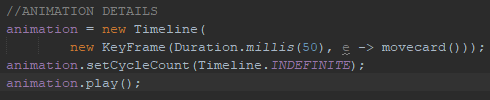 //ANIMATION DETAILS
animation = new Timeline(
new KeyFrame(Duration.millis(50), e -> movecard()));
animation.setCycleCount(Timeline.INDEFINITE);
animation.play();